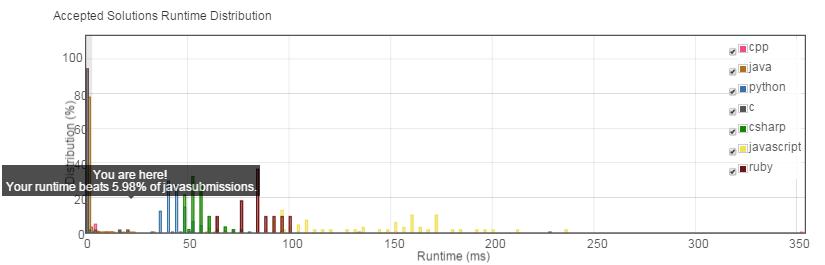 Accepted Solutions Runtime Distribution
100
80
60
40
20
0
Distribution (%)
You are here!
Your runtime beats 5.98% of javasubmissions.
cpp
java
python
c
csharp
javascript
ruby
0
50
100
150
200
250
300
350
Runtime (ms)